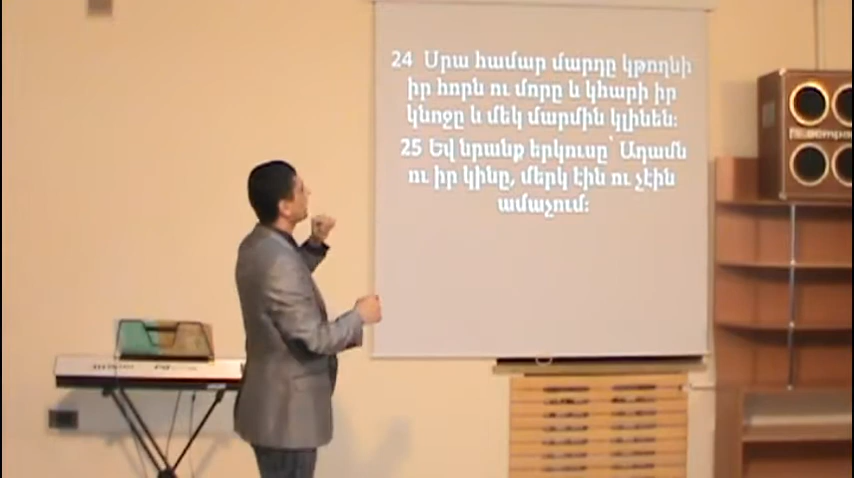 24 Սրա համար մարդը կթողնի
իր հորն ու մորը և կհարի իր
կնոջը և մեկ մարմին կլինեն:
25 Եվ նրանք երկուսը՝ Ադամն
ու իր կինը, մերկ էին ու չէին
ամաչում: